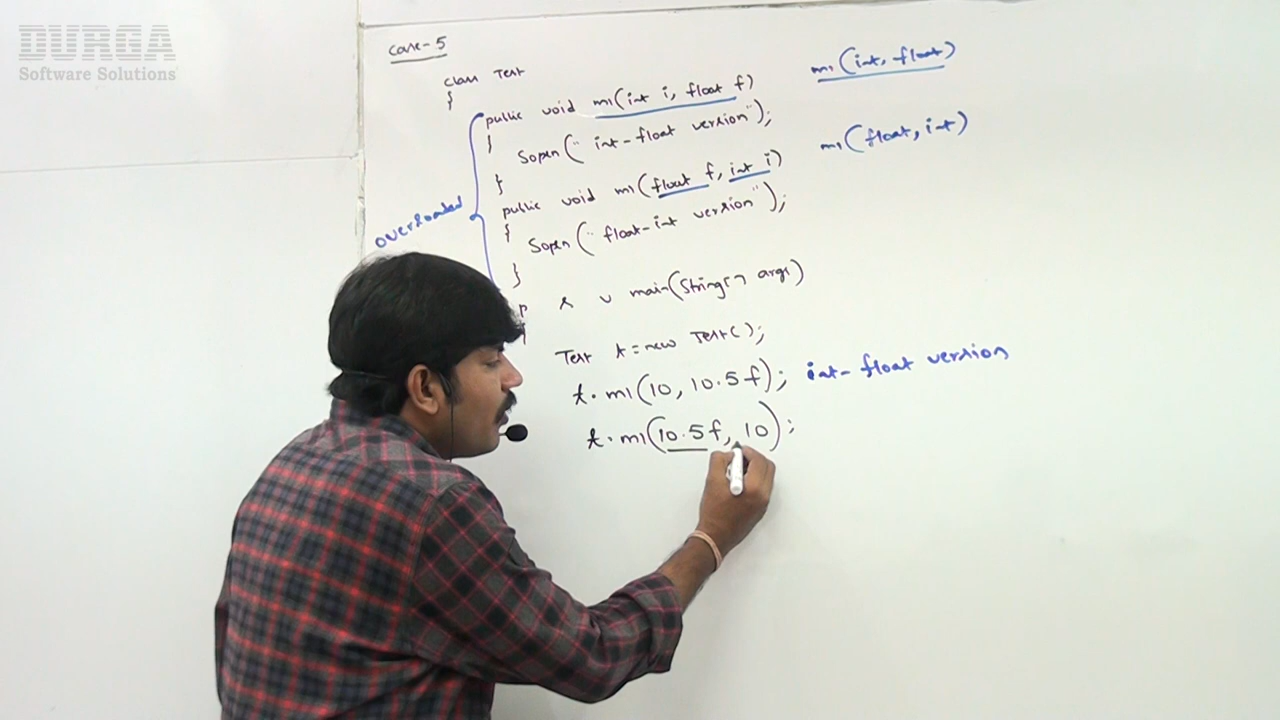 DURGA
Software Solutions
Case-5
class Test
{
public void m1(int i, float f)
{
Sopln("int-float version");
}
public void m1(float f, int i)
{
Sopln("float-int version");
}
p s v main(String[] args)
{
Test t=new Test();
t.m1(10, 10.5f); int-float version
t.m1(10.5f, 10);
overloaded
m1(int, float)
m1(float, int)